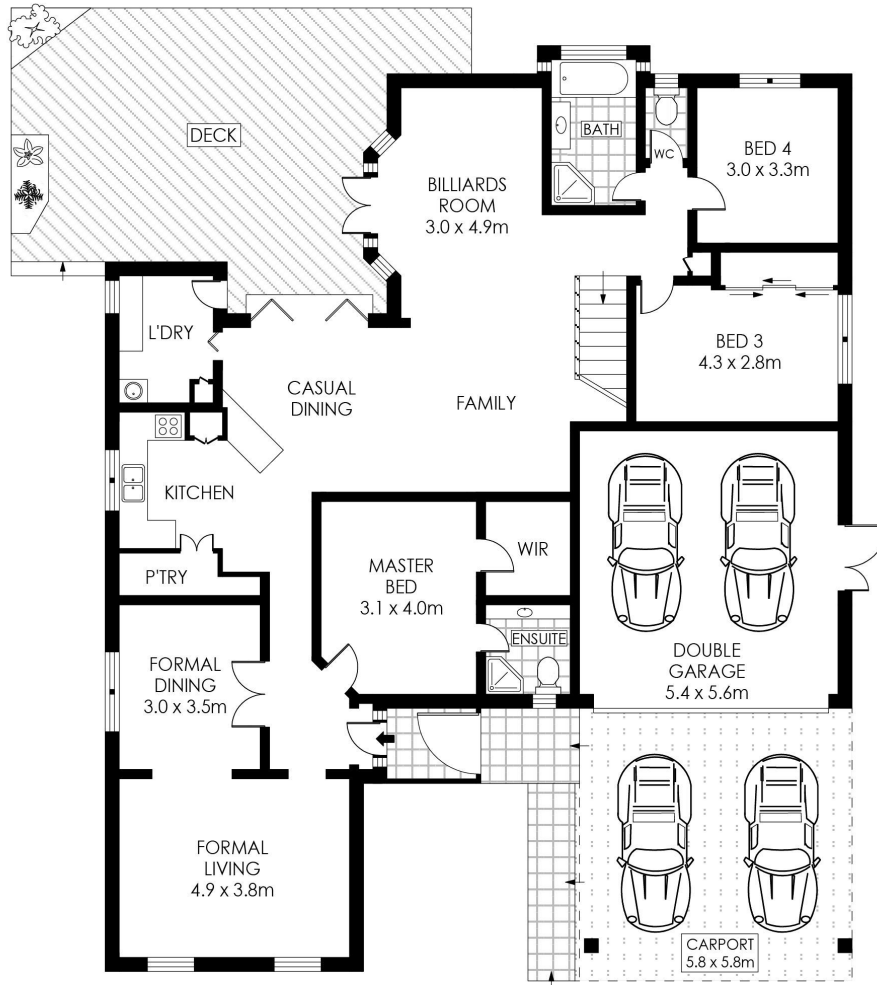 DECK
BATH
WC
BED 4
3.0 x 3.3m
BILLIARDS
ROOM
3.0 x 4.9m
L'DRY
BED 3
4.3 x 2.8m
CASUAL
DINING
FAMILY
KITCHEN
P'TRY
MASTER
BED
3.1 x 4.0m
WIR
ENSUITE
DOUBLE
GARAGE
5.4 x 5.6m
FORMAL
DINING
3.0 x 3.5m
FORMAL
LIVING
4.9 x 3.8m
CARPORT
5.8 x 5.8m